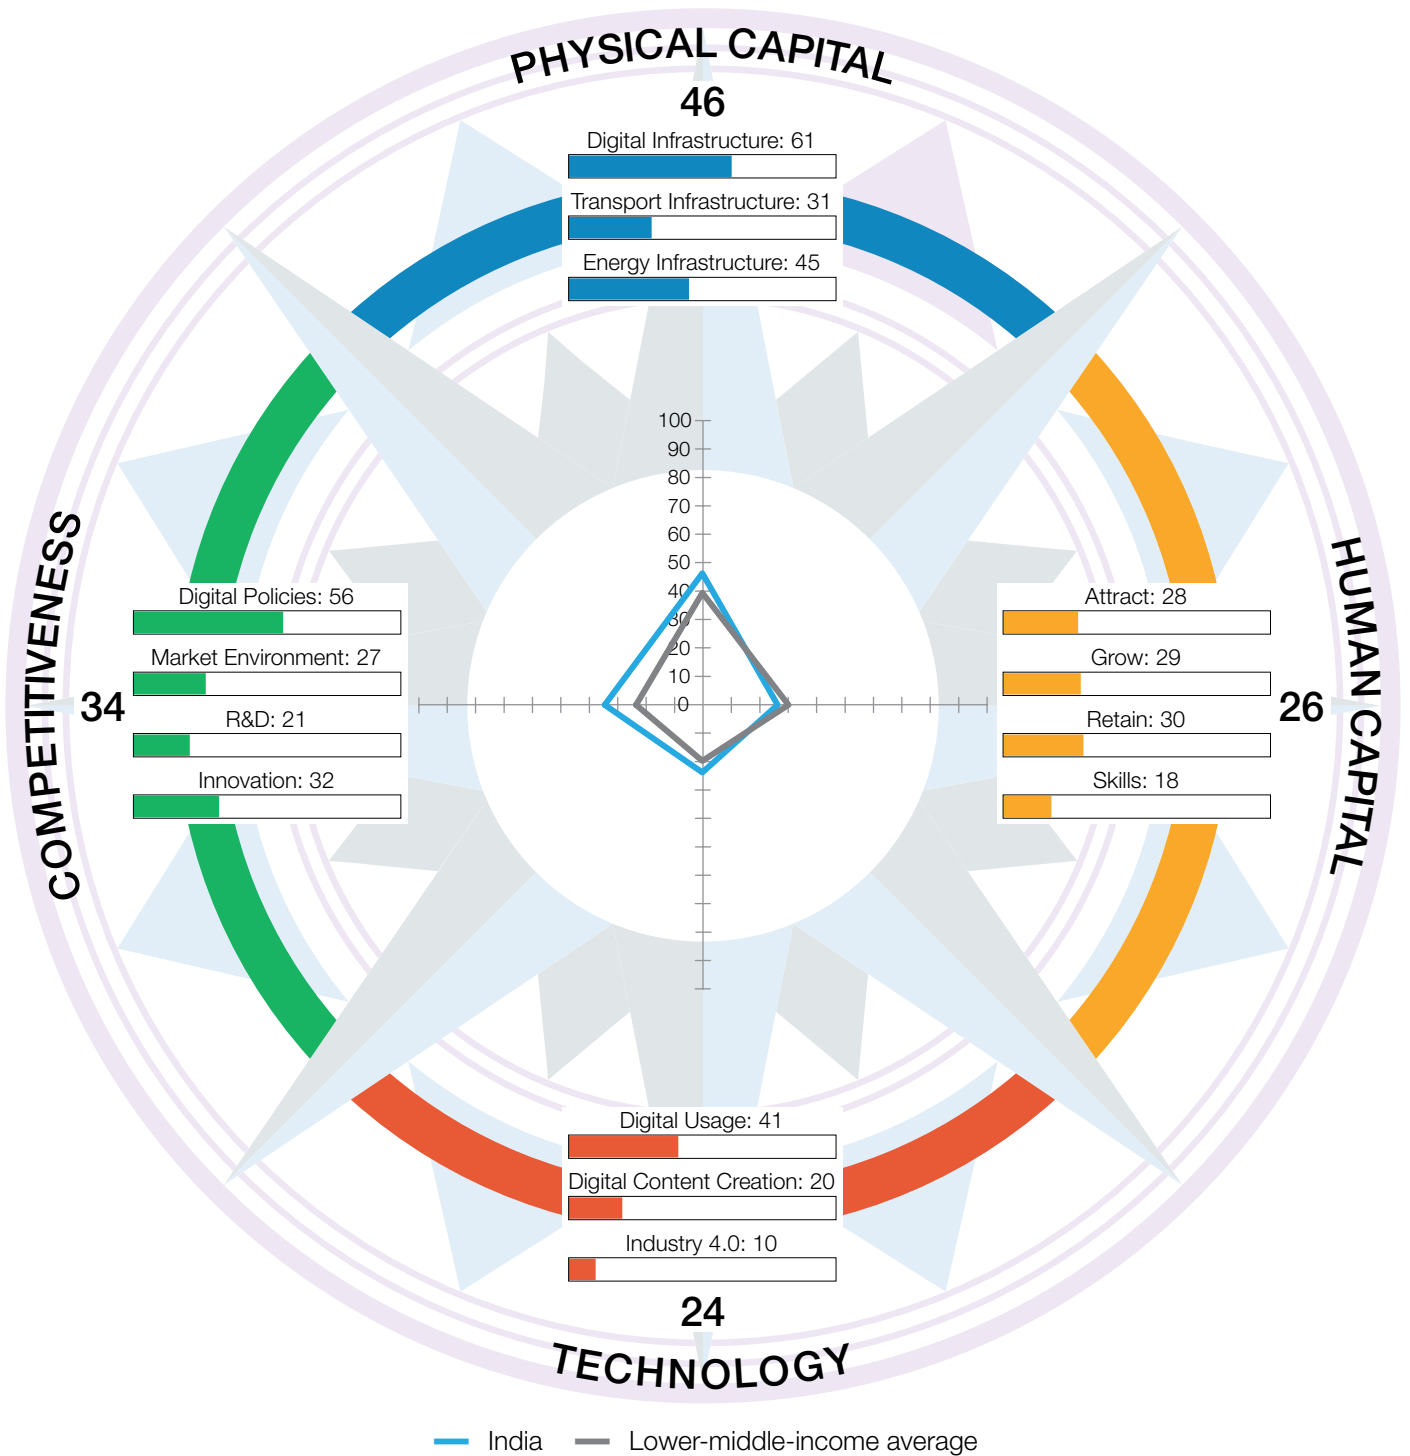 PHYSICAL CAPITAL
46
Digital Infrastructure: 61
Transport Infrastructure: 31
Energy Infrastructure: 45
100
90
80
70
60
50
40
30
20
10
0
COMPETITIVENESS
34
Digital Policies: 56
Market Environment: 27
R&D: 21
Innovation: 32
HUMAN CAPITAL
26
Attract: 28
Grow: 29
Retain: 30
Skills: 18
Digital Usage: 41
Digital Content Creation: 20
Industry 4.0: 10
24
TECHNOLOGY
India
Lower-middle-income average